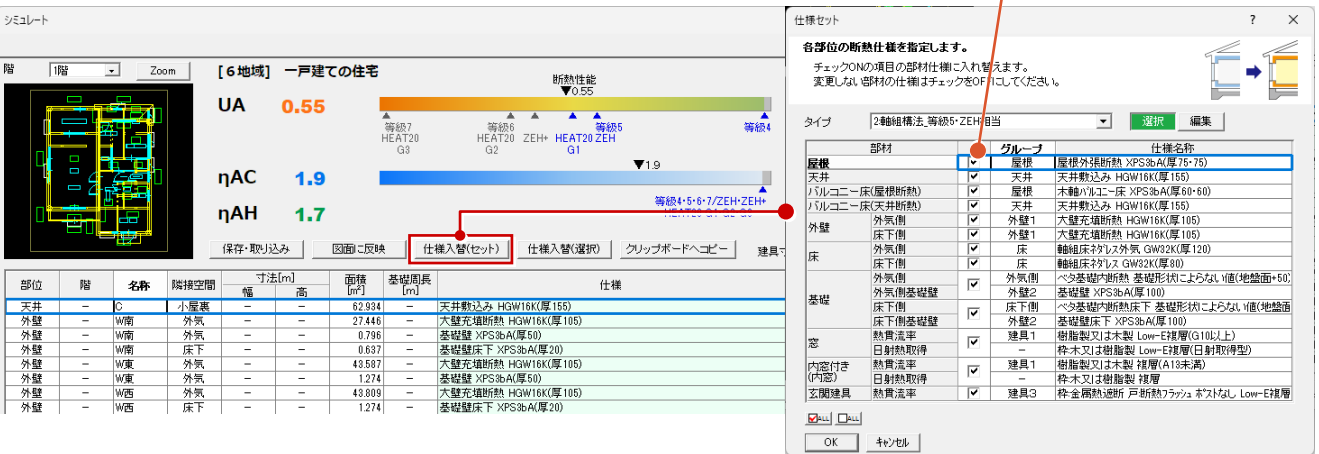 シミュレート
階 1階 Zoom
[6地域] 一戸建ての住宅
断熱性能
▼0.55
UA 0.55
等級7 等級6 等級5 等級4
HEAT20 HEAT20 ZEH+ HEAT20 ZEH
G3 G2 G1
▼1.9
ηAC 1.9
等級4・5・6・7/ZEH・ZEH+
ηAH 1.7
保存・取り込み 図面に反映 仕様入替(セット) 仕様入替(選択) クリップボードへコピー 建具
部位 階 名称 隣接空間 寸法[m] 面積 基礎周長 仕様
幅 高 [㎡] [m]
天井 − C 小屋裏 − − 62.934 − 天井敷込み HGW16K(厚155)
外壁 − W南 外気 − − 27.446 − 大壁充填断熱 HGW16K(厚105)
外壁 − W南 外気 − − 0.796 − 基礎壁 XPS3bA(厚50)
外壁 − W南 床下 − − 0.637 − 基礎壁床下 XPS3bA(厚20)
外壁 − W東 外気 − − 43.587 − 大壁充填断熱 HGW16K(厚105)
外壁 − W東 外気 − − 1.274 − 基礎壁 XPS3bA(厚50)
外壁 − W西 外気 − − 43.809 − 大壁充填断熱 HGW16K(厚105)
外壁 − W西 床下 − − 1.274 − 基礎壁床下 XPS3bA(厚20)
仕様セット ? ×
各部位の断熱仕様を指定します。
チェックONの項目の部材仕様に入れ替えます。
変更しない部材の仕様はチェックをOFFにしてください。
タイプ 2軸組構法_等級5・ZEH相当 選択 編集
部材 グループ 仕様名称
屋根 屋根 屋根外張断熱 XPS3bA(厚75・75)
天井 天井 天井敷込み HGW16K(厚155)
バルコニー床(屋根断熱) 屋根 木軸バルコニー床 XPS3bA(厚60・60)
バルコニー床(天井断熱) 天井 天井敷込み HGW16K(厚155)
外壁 外気側 外壁1 大壁充填断熱 HGW16K(厚105)
床下側 外壁1 大壁充填断熱 HGW16K(厚105)
床 外気側 床 軸組床ネダレス外気 GW32K(厚120)
床下側 床 軸組床ネダレス GW32K(厚80)
基礎 外気側 外気側 ベタ基礎内断熱 基礎形状によらない値(地盤面+50)
外気側基礎壁 外壁2 基礎壁 XPS3bA(厚100)
床下側 床下側 ベタ基礎内断熱床下 基礎形状によらない値(地盤面
床下側基礎壁 外壁2 基礎壁床下 XPS3bA(厚100)
窓 熱貫流率 建具1 樹脂製又は木製 Low-E複層(G10以上)
日射熱取得 − 枠:木又は樹脂製 Low-E複層(日射取得型)
内窓付き(内窓) 熱貫流率 建具1 樹脂製又は木製 複層(A13未満)
日射熱取得 − 枠:木又は樹脂製 複層
玄関建具 熱貫流率 建具3 枠:金属熱遮断 戸:断熱フラッシュ ポストなし Low-E複層
ALL ALL
OK キャンセル